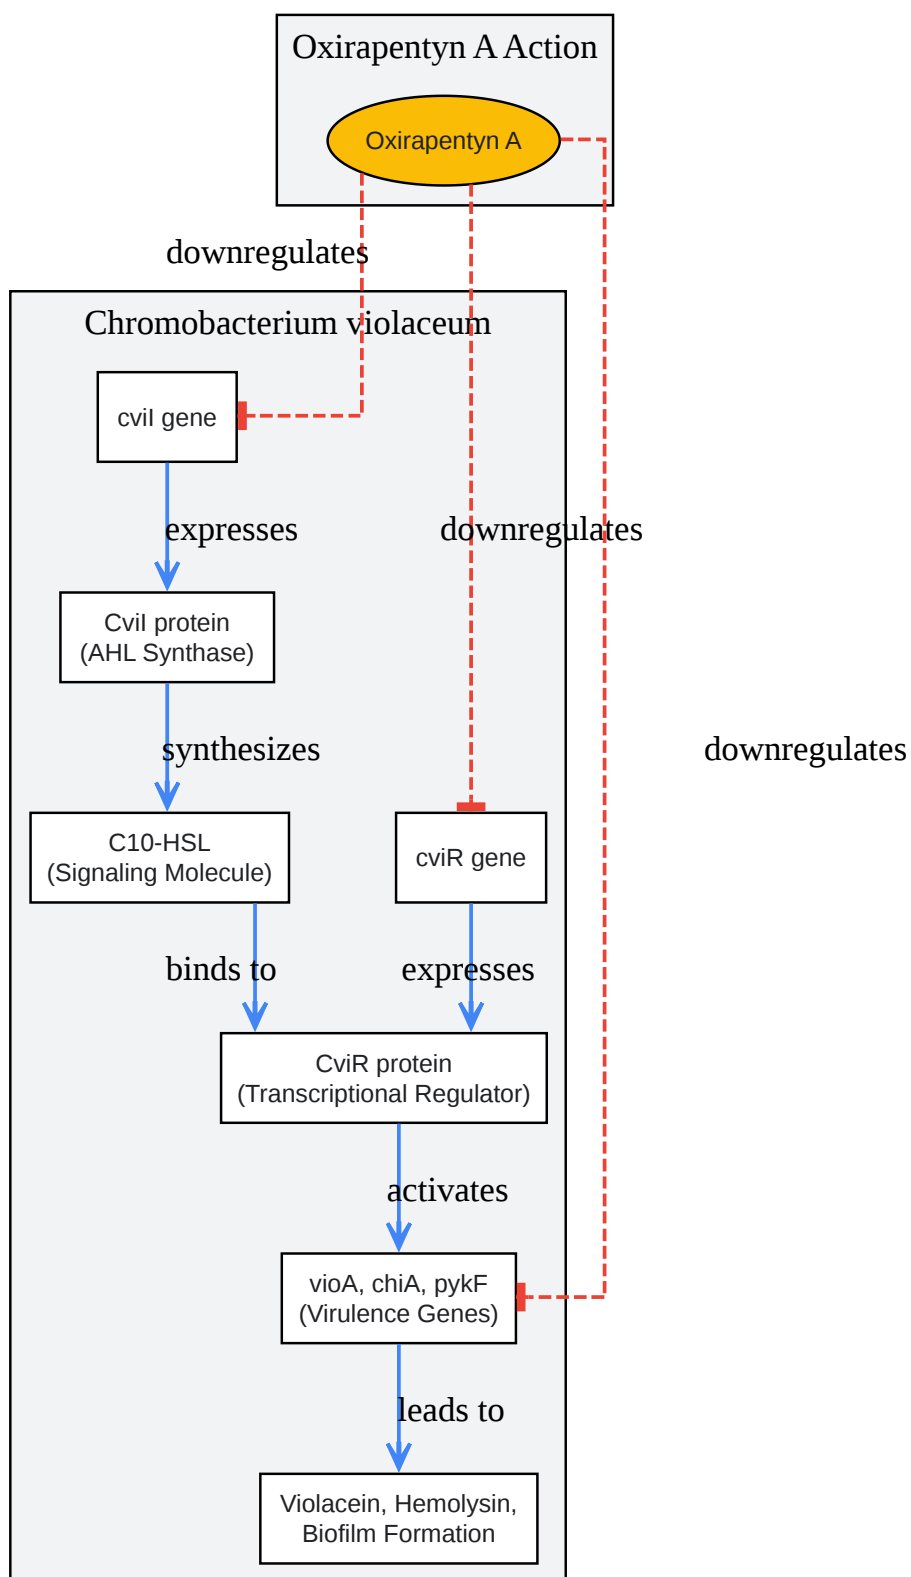 Oxirapentyn A Action
Oxirapentyn A
downregulates
Chromobacterium violaceum
cviI gene
expresses
downregulates
CviI protein
(AHL Synthase)
synthesizes
downregulates
C10-HSL
(Signaling Molecule)
cviR gene
binds to
expresses
CviR protein
(Transcriptional Regulator)
activates
vioA, chiA, pykF
(Virulence Genes)
leads to
Violacein, Hemolysin,
Biofilm Formation